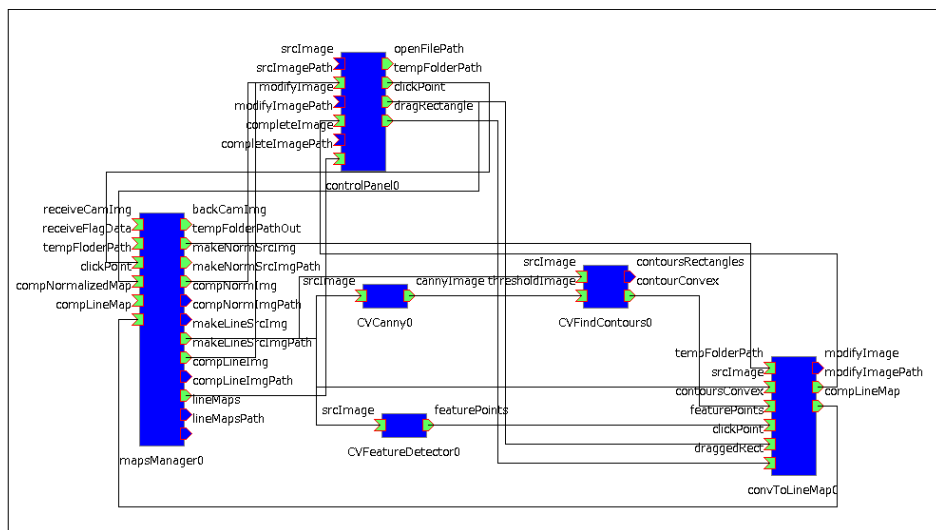 srcImage
srcImagePath
modifyImage
modifyImagePath
completeImage
completeImagePath
openFilePath
tempFolderPath
clickPoint
dragRectangle
controlPanel0
receiveCamImg
receiveFlagData
tempFloderPath
clickPoint
compNormalizedMap
compLineMap
backCamImg
tempFolderPathOut
makeNormSrcImg
makeNormSrcImgPath
compNormImg
compNormImgPath
makeLineSrcImg
makeLineSrcImgPath
compLineImg
compLineImgPath
lineMaps
lineMapsPath
mapsManager0
srcImage
cannyImage
CVCanny0
srcImage
thresholdImage
contoursRectangles
contourConvex
CVFindContours0
srcImage
featurePoints
CVFeatureDetector0
tempFolderPath
srcImage
contoursConvex
featurePoints
clickPoint
draggedRect
modifyImage
modifyImagePath
compLineMap
convToLineMap0